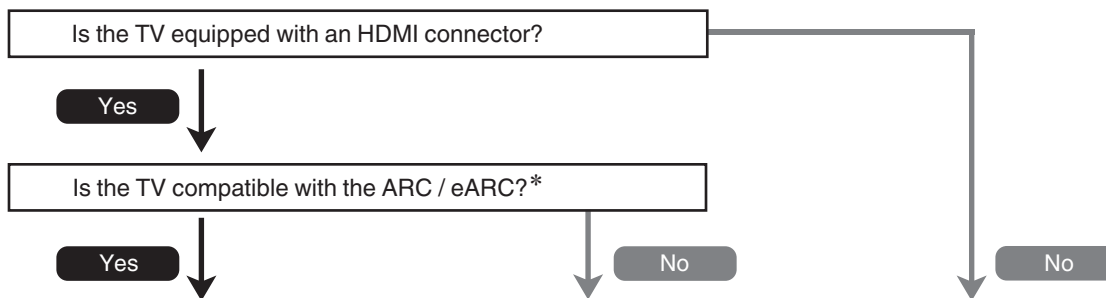 Is the TV equipped with an HDMI connector?
Yes
Is the TV compatible with the ARC / eARC?*
Yes
No
No